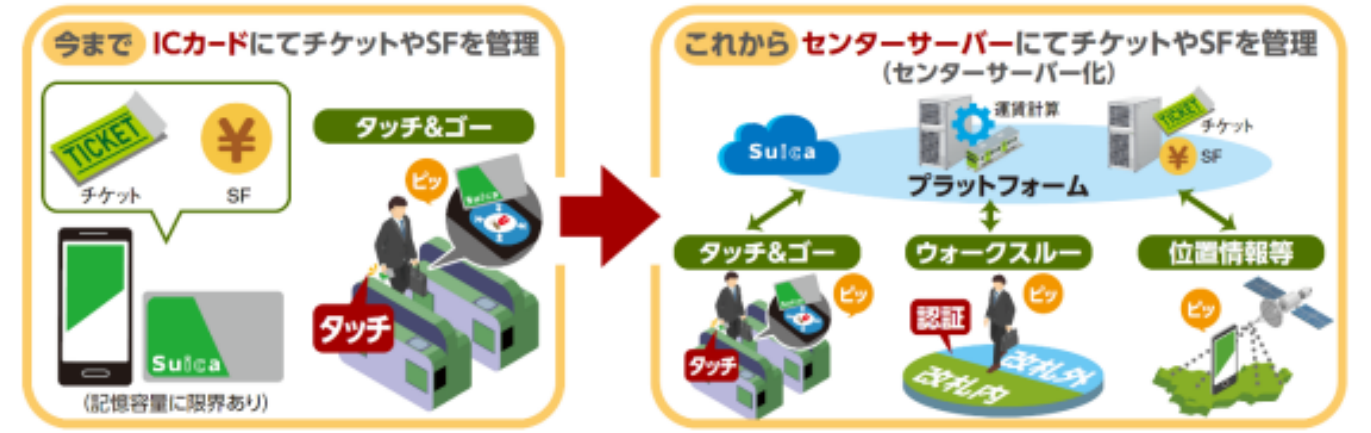 今まで ICカードにてチケットやSFを管理
TICKET
¥
チケット
SF
Suica
(記憶容量に限界あり)
タッチ&ゴー
ピッ
Suica
タッチ
これから センターサーバーにてチケットやSFを管理
(センターサーバー化)
Suica
運賃計算
プラットフォーム
TICKET
チケット
¥
SF
タッチ&ゴー
ピッ
Suica
タッチ
ウォークスルー
ピッ
認証
改札内
改札外
位置情報等
ピッ